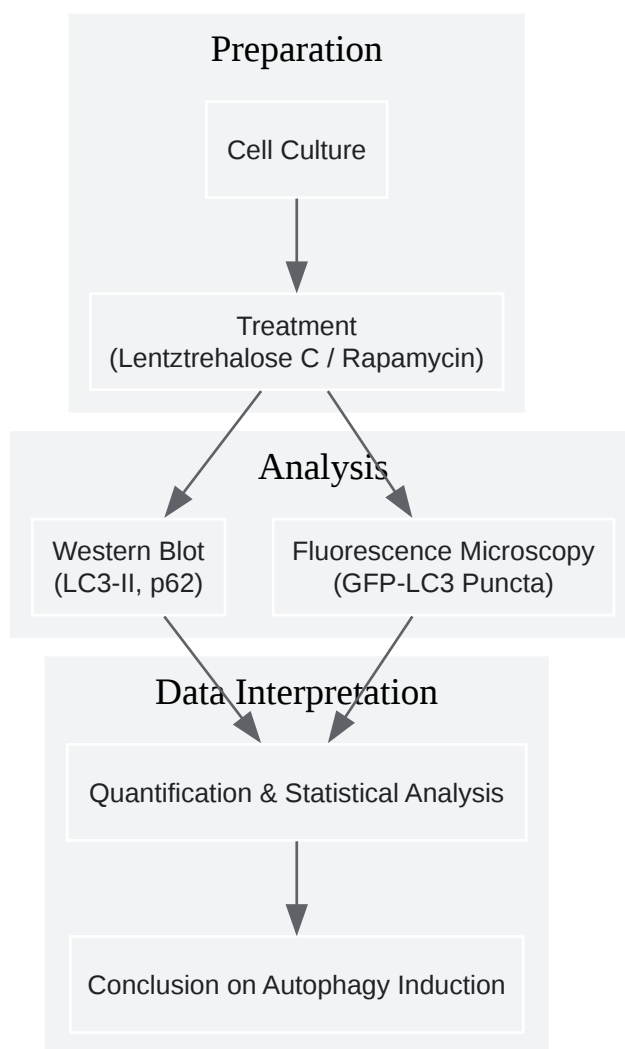 Preparation
Cell Culture
Treatment
(Lentztrehalose C / Rapamycin)
Analysis
Western Blot
(LC3-II, p62)
Fluorescence Microscopy
(GFP-LC3 Puncta)
Data Interpretation
Quantification & Statistical Analysis
Conclusion on Autophagy Induction